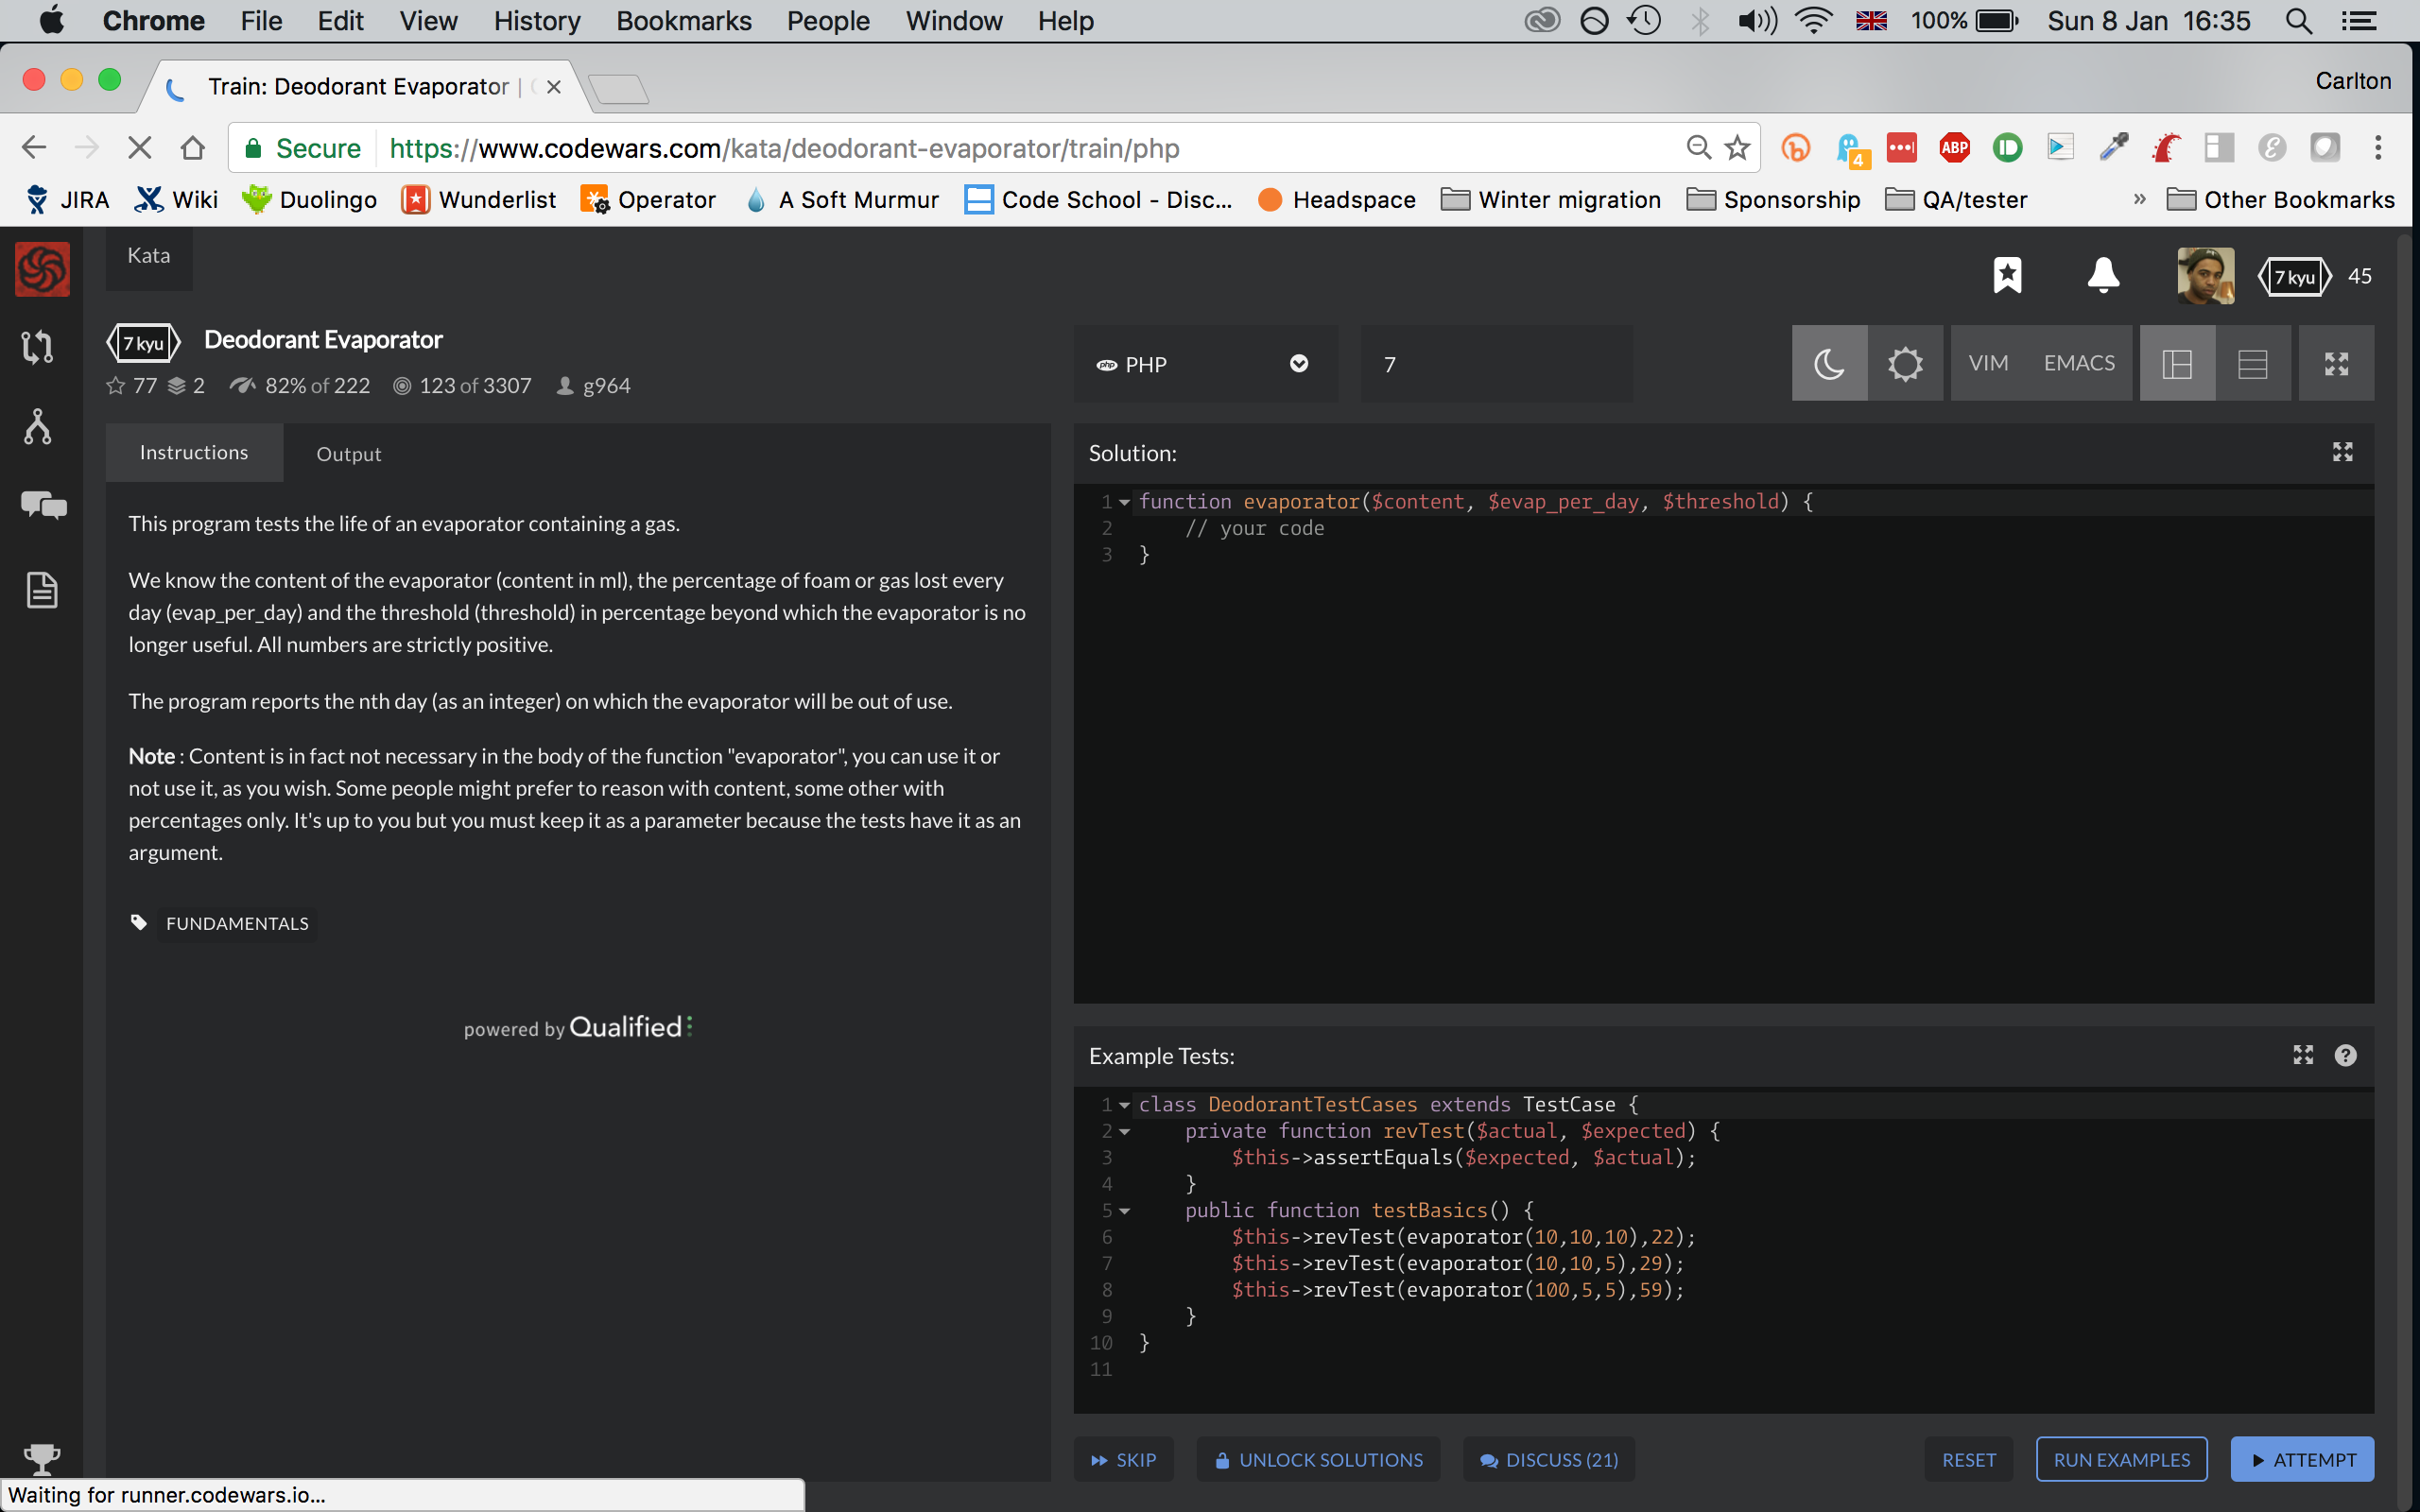 Chrome File Edit View History Bookmarks People Window Help 100% Sun 8 Jan 16:35
Train: Deodorant Evaporator | Carlton
Secure https://www.codewars.com/kata/deodorant-evaporator/train/php 4 ABP
JIRA Wiki Duolingo Wunderlist Operator A Soft Murmur Code School - Disc... Headspace Winter migration Sponsorship QA/tester » Other Bookmarks
Kata
7 kyu 45
7 kyu Deodorant Evaporator
77 2 82% of 222 123 of 3307 g964
php PHP 7 VIM EMACS
Instructions Output
This program tests the life of an evaporator containing a gas.
We know the content of the evaporator (content in ml), the percentage of foam or gas lost every
day (evap_per_day) and the threshold (threshold) in percentage beyond which the evaporator is no
longer useful. All numbers are strictly positive.
The program reports the nth day (as an integer) on which the evaporator will be out of use.
Note : Content is in fact not necessary in the body of the function "evaporator", you can use it or
not use it, as you wish. Some people might prefer to reason with content, some other with
percentages only. It's up to you but you must keep it as a parameter because the tests have it as an
argument.
FUNDAMENTALS
powered by Qualified
Solution:
1 function evaporator($content, $evap_per_day, $threshold) {
2 // your code
3 }
Example Tests:
1 class DeodorantTestCases extends TestCase {
2 private function revTest($actual, $expected) {
3 $this->assertEquals($expected, $actual);
4 }
5 public function testBasics() {
6 $this->revTest(evaporator(10,10,10),22);
7 $this->revTest(evaporator(10,10,5),29);
8 $this->revTest(evaporator(100,5,5),59);
9 }
10 }
11
SKIP UNLOCK SOLUTIONS DISCUSS (21) RESET RUN EXAMPLES ATTEMPT
Waiting for runner.codewars.io...